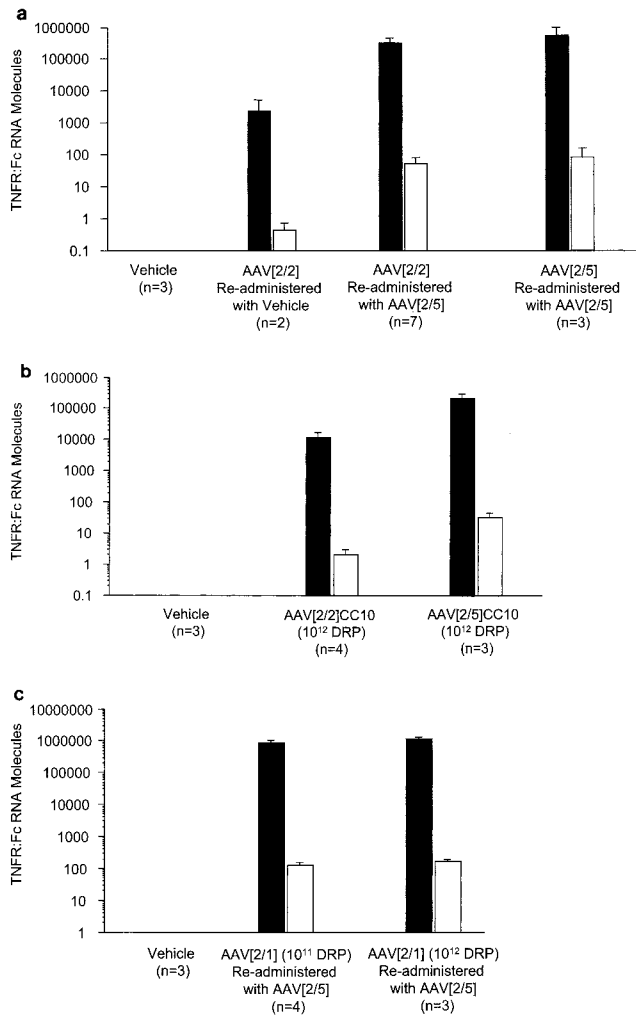 a
TNFR:Fc RNA Molecules
1000000
100000
10000
1000
100
10
1
0.1
Vehicle
(n=3)
AAV[2/2]
Re-administered
with Vehicle
(n=2)
AAV[2/2]
Re-administered
with AAV[2/5]
(n=7)
AAV[2/5]
Re-administered
with AAV[2/5]
(n=3)
b
TNFR:Fc RNA Molecules
1000000
100000
10000
1000
100
10
1
0.1
Vehicle
(n=3)
AAV[2/2]CC10
(10¹² DRP)
(n=4)
AAV[2/5]CC10
(10¹² DRP)
(n=3)
c
TNFR:Fc RNA Molecules
10000000
1000000
100000
10000
1000
100
10
1
Vehicle
(n=3)
AAV[2/1] (10¹¹ DRP)
Re-administered
with AAV[2/5]
(n=4)
AAV[2/1] (10¹² DRP)
Re-administered
with AAV[2/5]
(n=3)